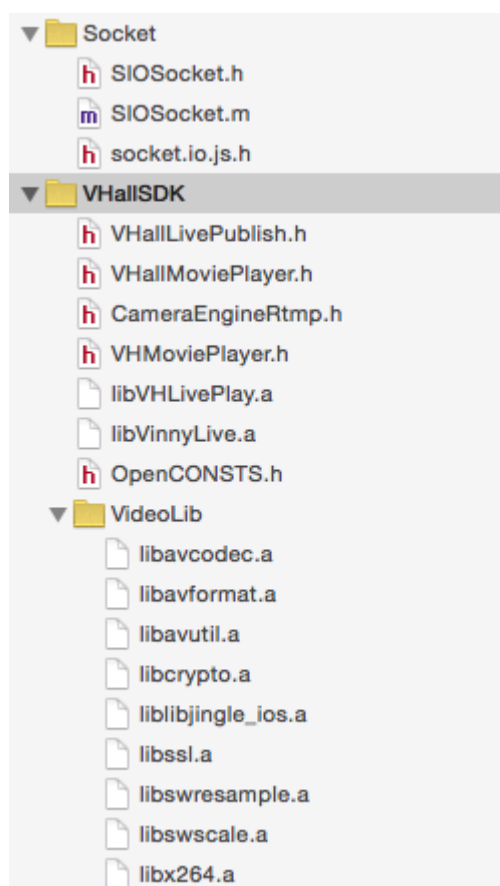 Socket
h SIOSocket.h
m SIOSocket.m
h socket.io.js.h
VHallSDK
h VHallLivePublish.h
h VHallMoviePlayer.h
h CameraEngineRtmp.h
h VHMoviePlayer.h
libVHLivePlay.a
libVinnyLive.a
h OpenCONSTS.h
VideoLib
libavcodec.a
libavformat.a
libavutil.a
libcrypto.a
liblibjingle_ios.a
libssl.a
libswresample.a
libswscale.a
libx264.a